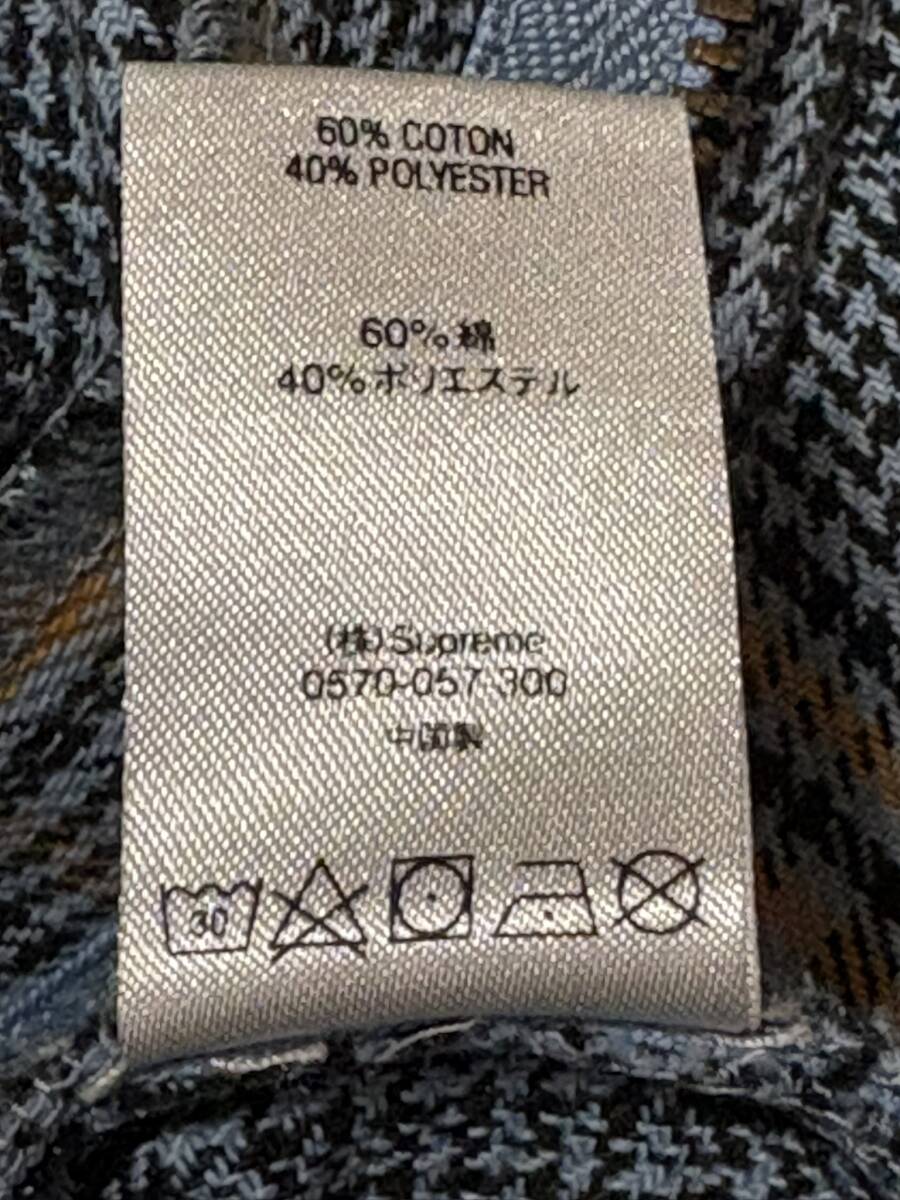 60% COTON
40% POLYESTER
60%綿
40%ポリエステル
(株)Supreme
0570-057 300
中国製
30